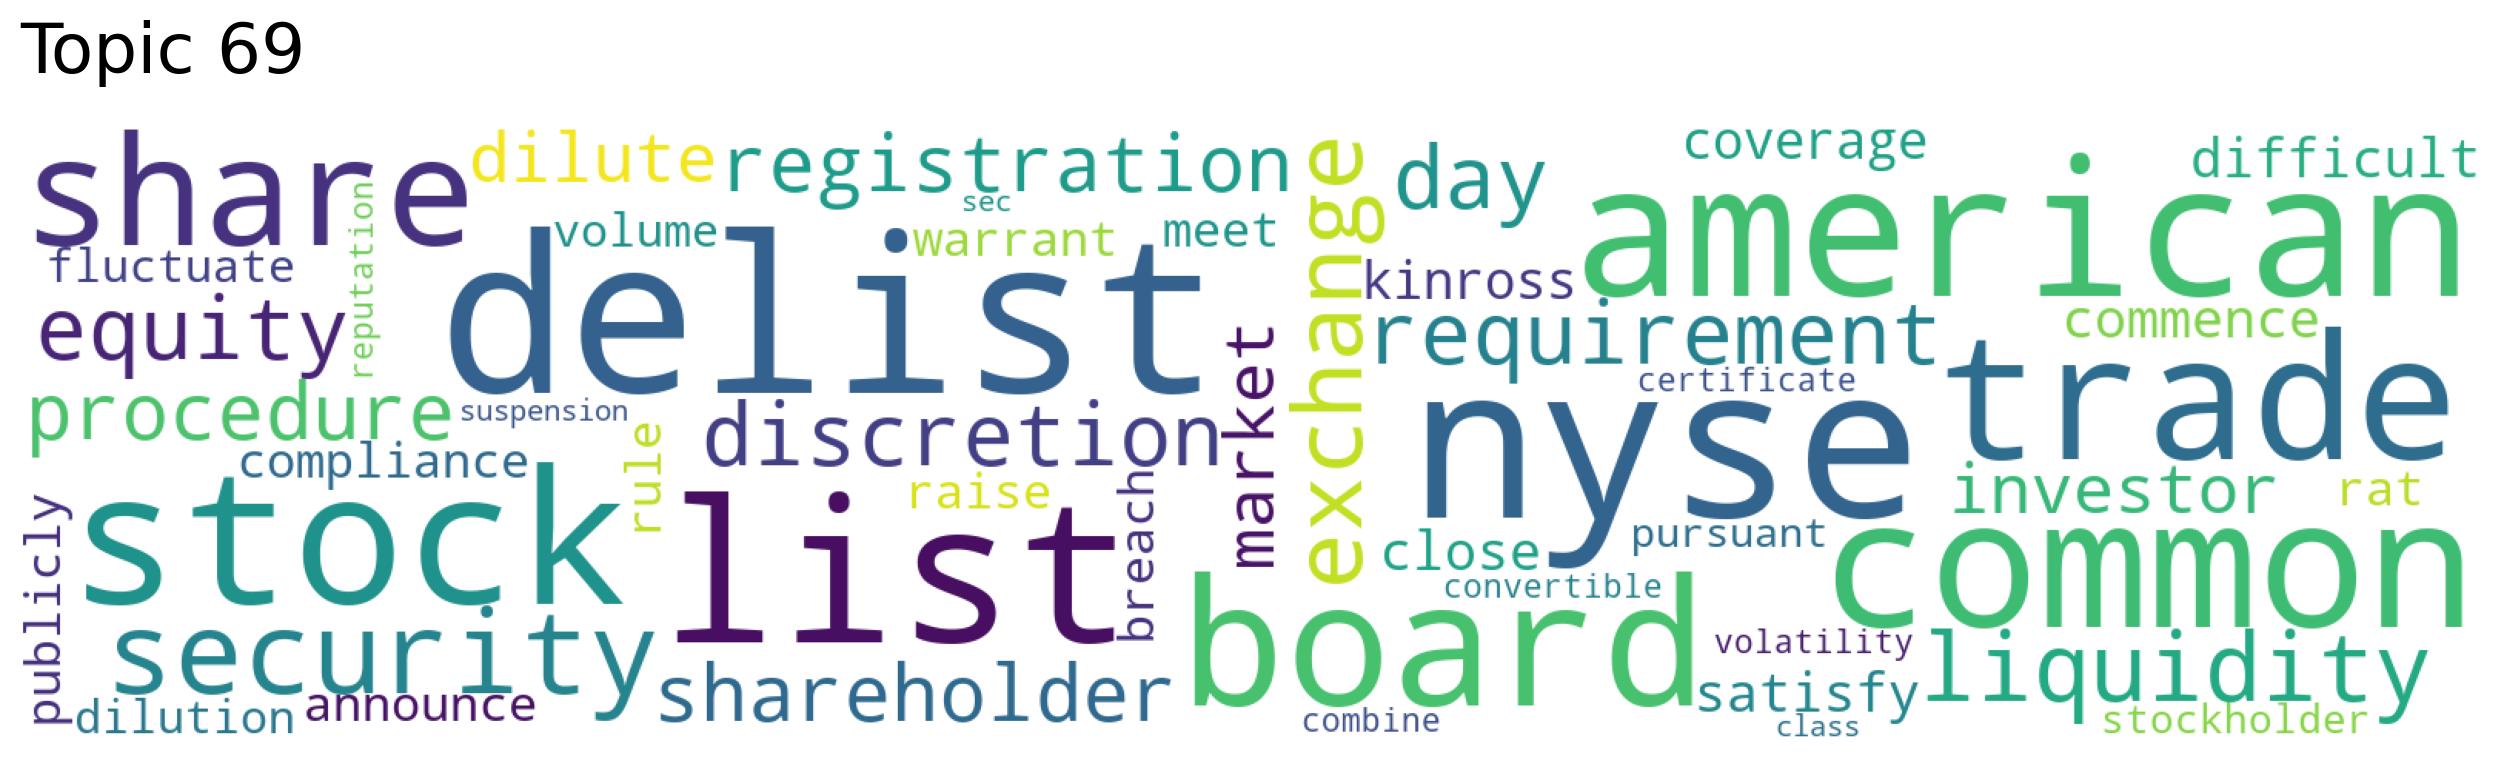 Topic 69
share
dilute
registration
exchange
day
coverage
difficult
american
reputation
sec
volume
warrant
meet
fluctuate
delist
kinross
equity
requirement
commence
market
certificate
trade
procedure
suspension
discretion
nyse
compliance
rule
stock
raise
breach
investor
rat
publicly
list
close
pursuant
common
convertible
board
security
volatility
liquidity
shareholder
satisfy
dilution
announce
combine
class
stockholder